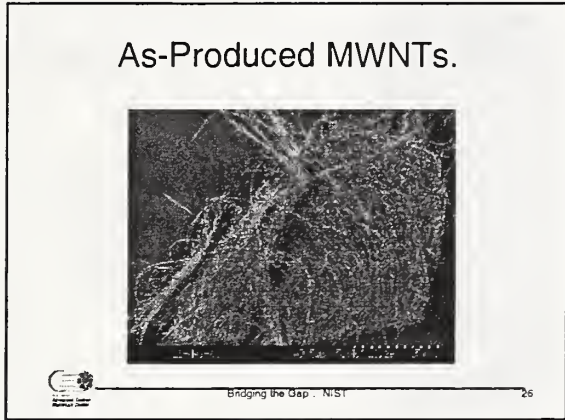 As-Produced MWNTs.
Bridging the Gap . NIST
26